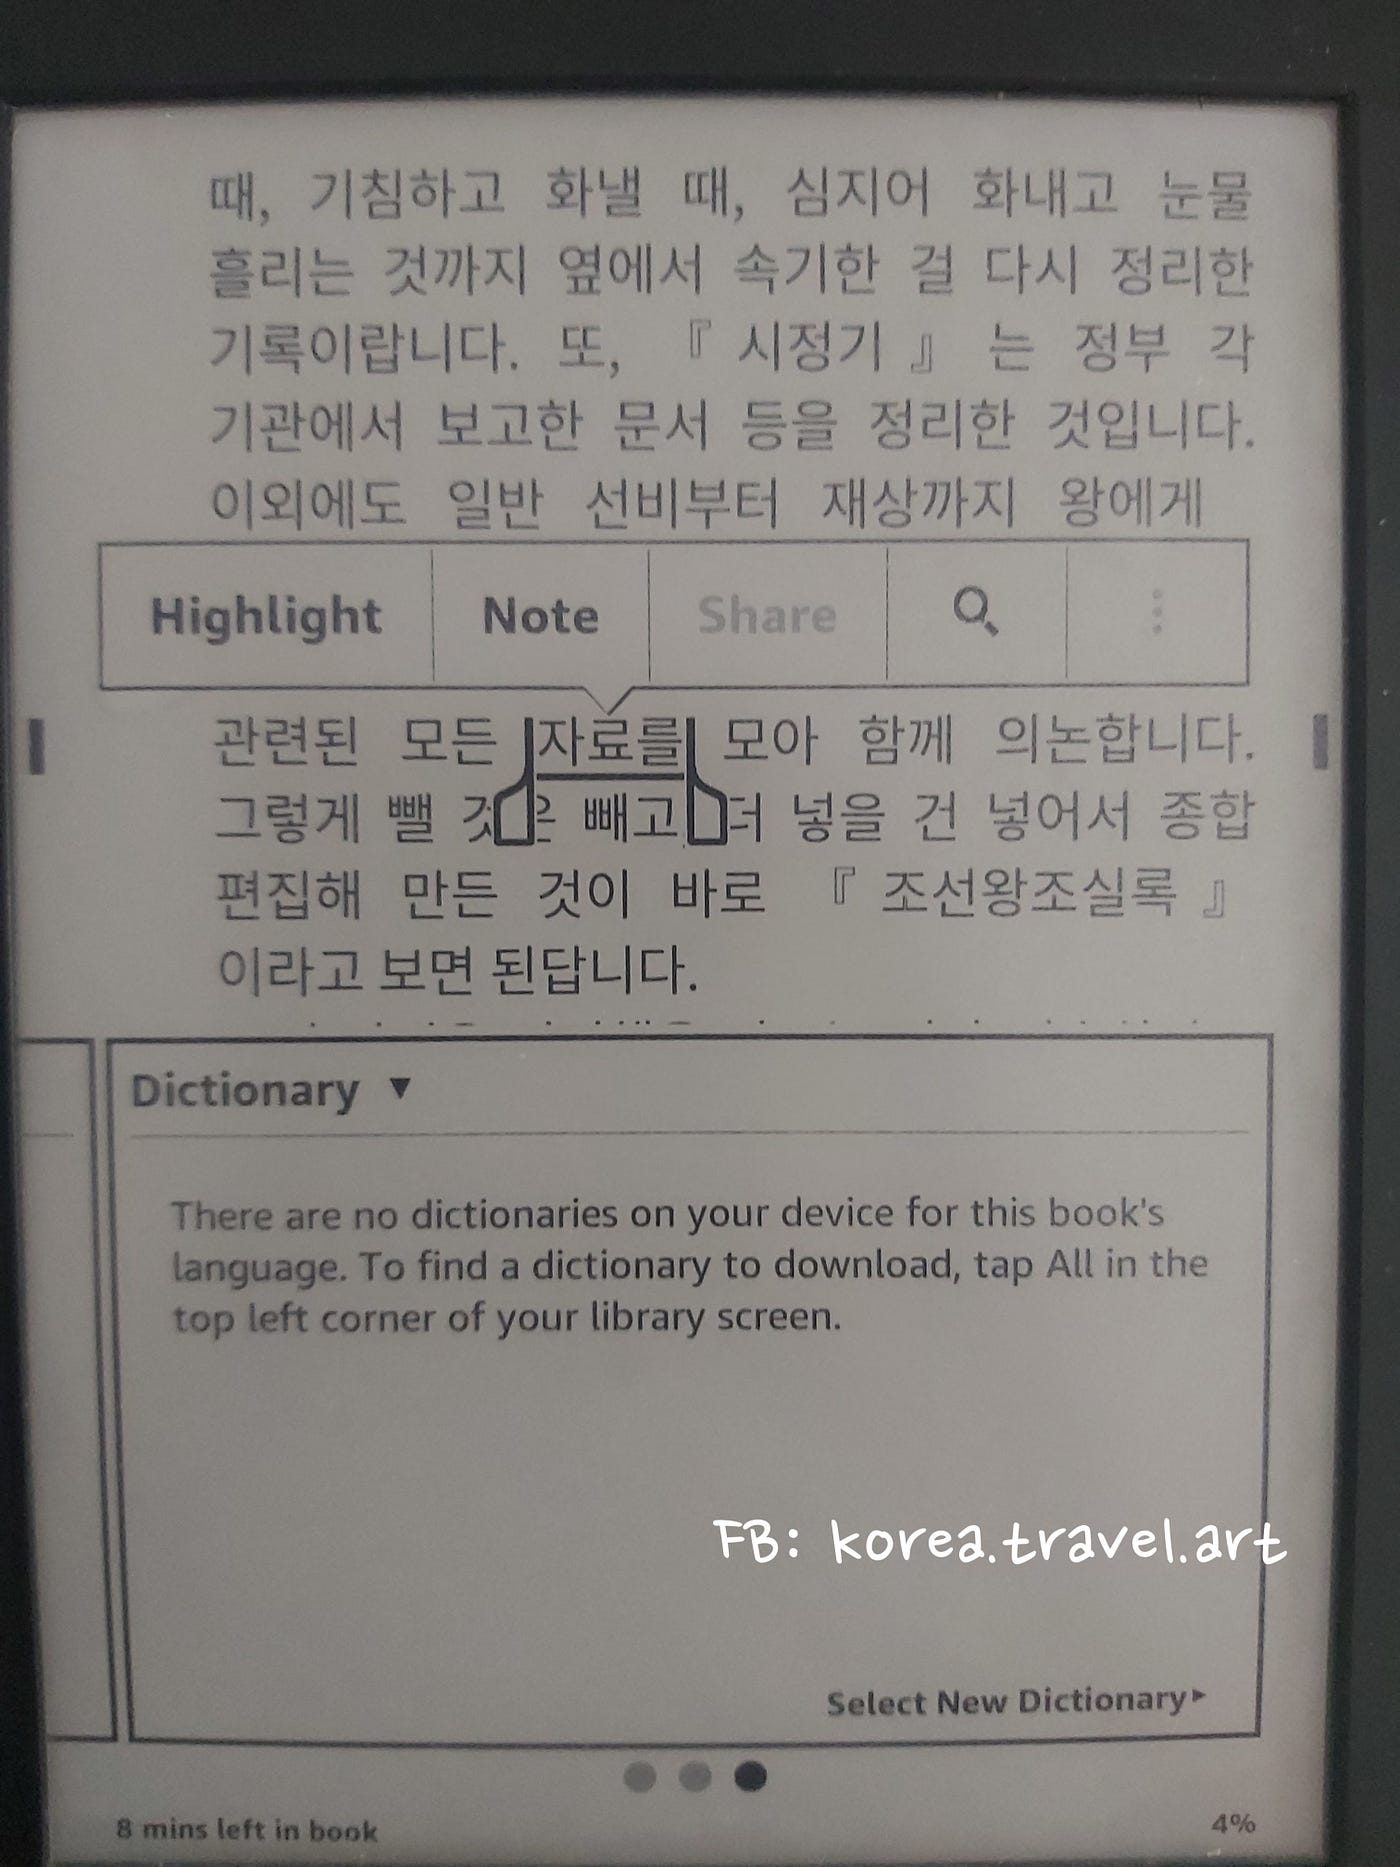 때, 기침하고 화낼 때, 심지어 화내고 눈물
흘리는 것까지 옆에서 속기한 걸 다시 정리한
기록이랍니다. 또, 『시정기』는 정부 각
기관에서 보고한 문서 등을 정리한 것입니다.
이외에도 일반 선비부터 재상까지 왕에게
Highlight Note Share
관련된 모든 자료를 모아 함께 의논합니다.
그렇게 뺄 빼고 더 넣을 건 넣어서 종합
편집해 만든 것이 바로 『조선왕조실록』
이라고 보면 된답니다.
Dictionary ▼
There are no dictionaries on your device for this book's
language. To find a dictionary to download, tap All in the
top left corner of your library screen.
FB: korea.travel.art
Select New Dictionary▸
8 mins left in book 4%